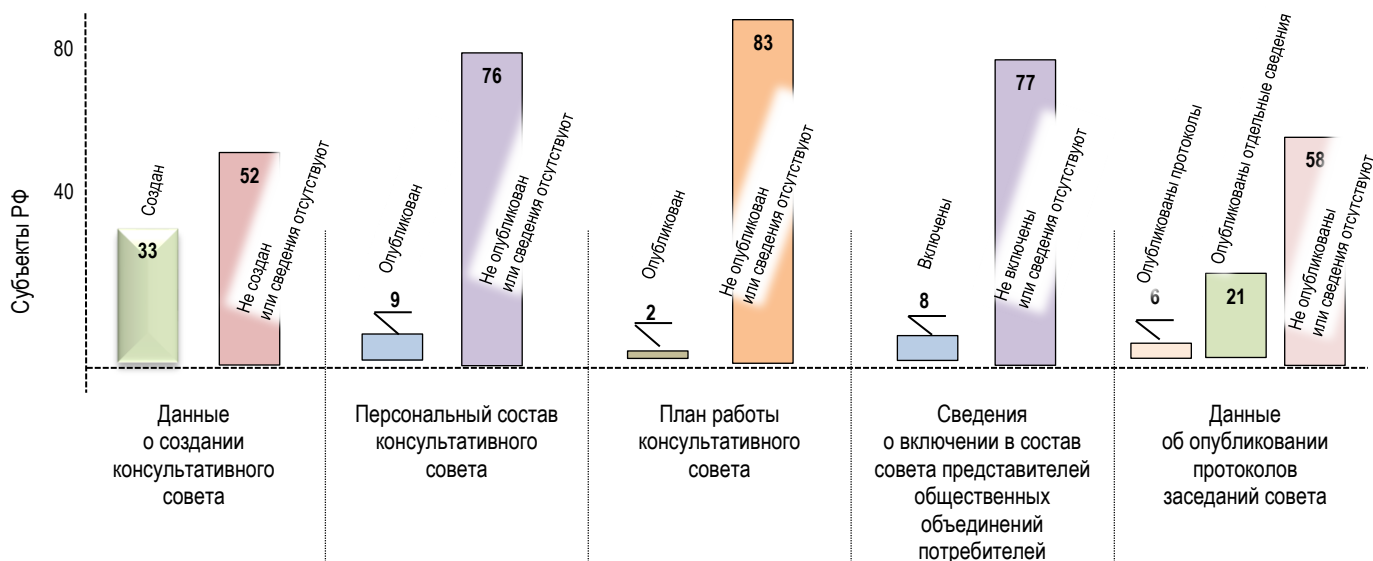 80
40
Субъекты РФ
Создан
33
52
Не создан
или сведения отсутствуют
Данные
о создании
консультативного
совета
Опубликован
9
76
Не опубликован
или сведения отсутствуют
Персональный состав
консультативного
совета
Опубликован
2
83
Не опубликован
или сведения отсутствуют
План работы
консультативного
совета
Включены
8
77
Не включены
или сведения отсутствуют
Сведения
о включении в состав
совета представителей
общественных
объединений
потребителей
Опубликованы протоколы
6
Опубликованы отдельные сведения
21
58
Не опубликованы
или сведения отсутствуют
Данные
об опубликовании
протоколов
заседаний совета